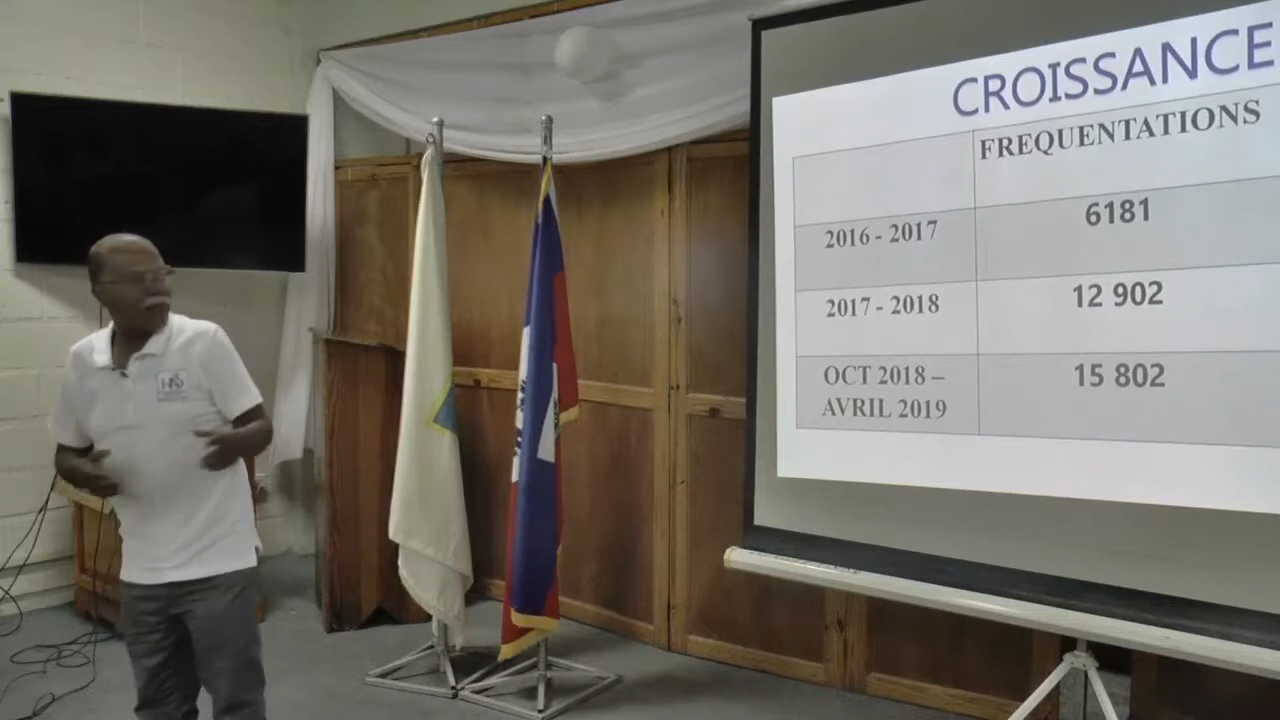 CROISSANCE
FREQUENTATIONS
2016 - 2017
6181
2017 - 2018
12 902
OCT 2018 –
AVRIL 2019
15 802